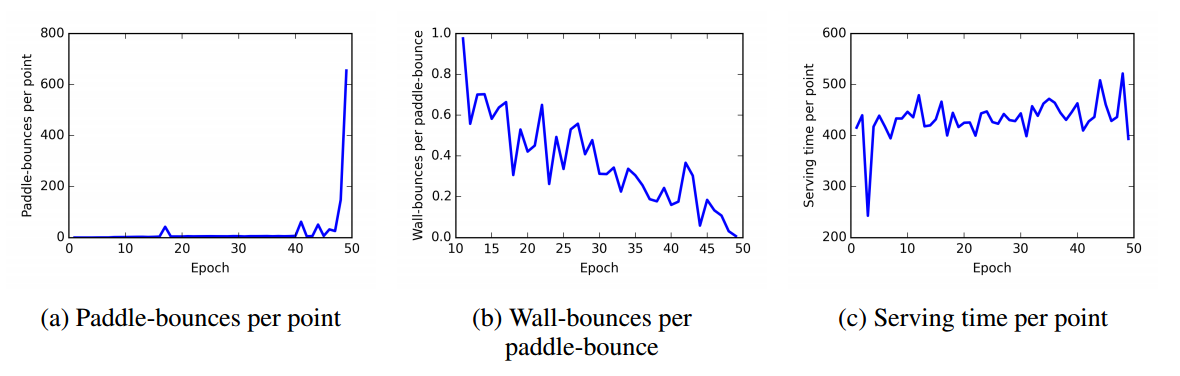 800
600
400
200
0
0 10 20 30 40 50
Paddle-bounces per point
Epoch
(a) Paddle-bounces per point
1.0
0.8
0.6
0.4
0.2
0.0
10 15 20 25 30 35 40 45 50
Wall-bounces per paddle-bounce
Epoch
(b) Wall-bounces per
paddle-bounce
600
500
400
300
200
0 10 20 30 40 50
Serving time per point
Epoch
(c) Serving time per point